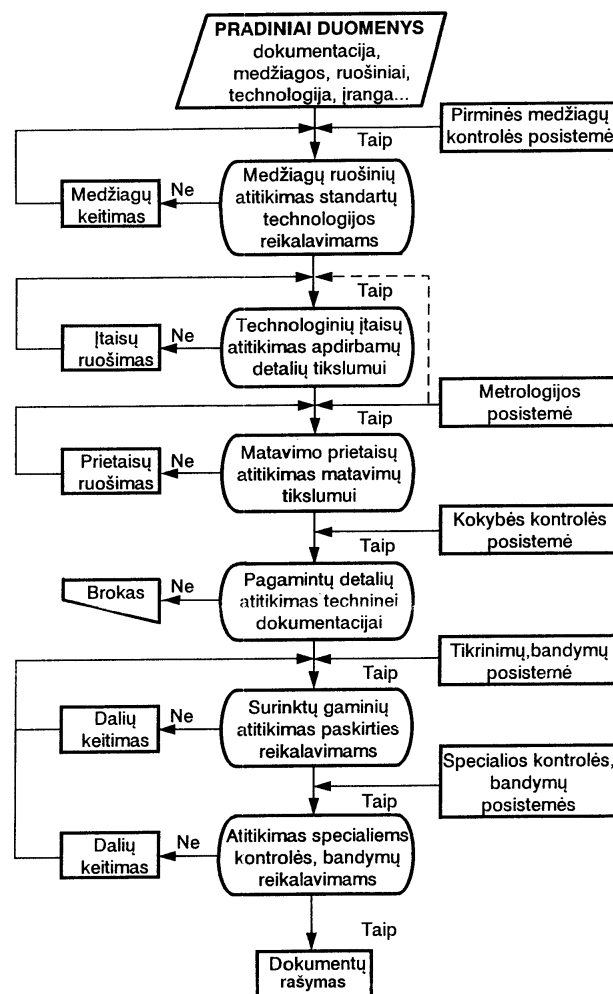 PRADINIAI DUOMENYS
dokumentacija,
medžiagos, ruošiniai,
technologija, įranga...
Pirminės medžiagų
kontrolės posistemė
Taip
Medžiagų ruošinių
atitikimas standartų
technologijos
reikalavimams
Ne
Medžiagų
keitimas
Taip
Technologinių įtaisų
atitikimas apdirbamų
detalių tikslumui
Ne
Įtaisų
ruošimas
Metrologijos
posistemė
Taip
Matavimo prietaisų
atitikimas matavimų
tikslumui
Ne
Prietaisų
ruošimas
Kokybės kontrolės
posistemė
Taip
Pagamintų detalių
atitikimas techninei
dokumentacijai
Ne
Brokas
Tikrinimų,bandymų
posistemė
Taip
Surinktų gaminių
atitikimas paskirties
reikalavimams
Ne
Dalių
keitimas
Specialios kontrolės,
bandymų
posistemės
Taip
Atitikimas specialiems
kontrolės, bandymų
reikalavimams
Ne
Dalių
keitimas
Taip
Dokumentų
rašymas